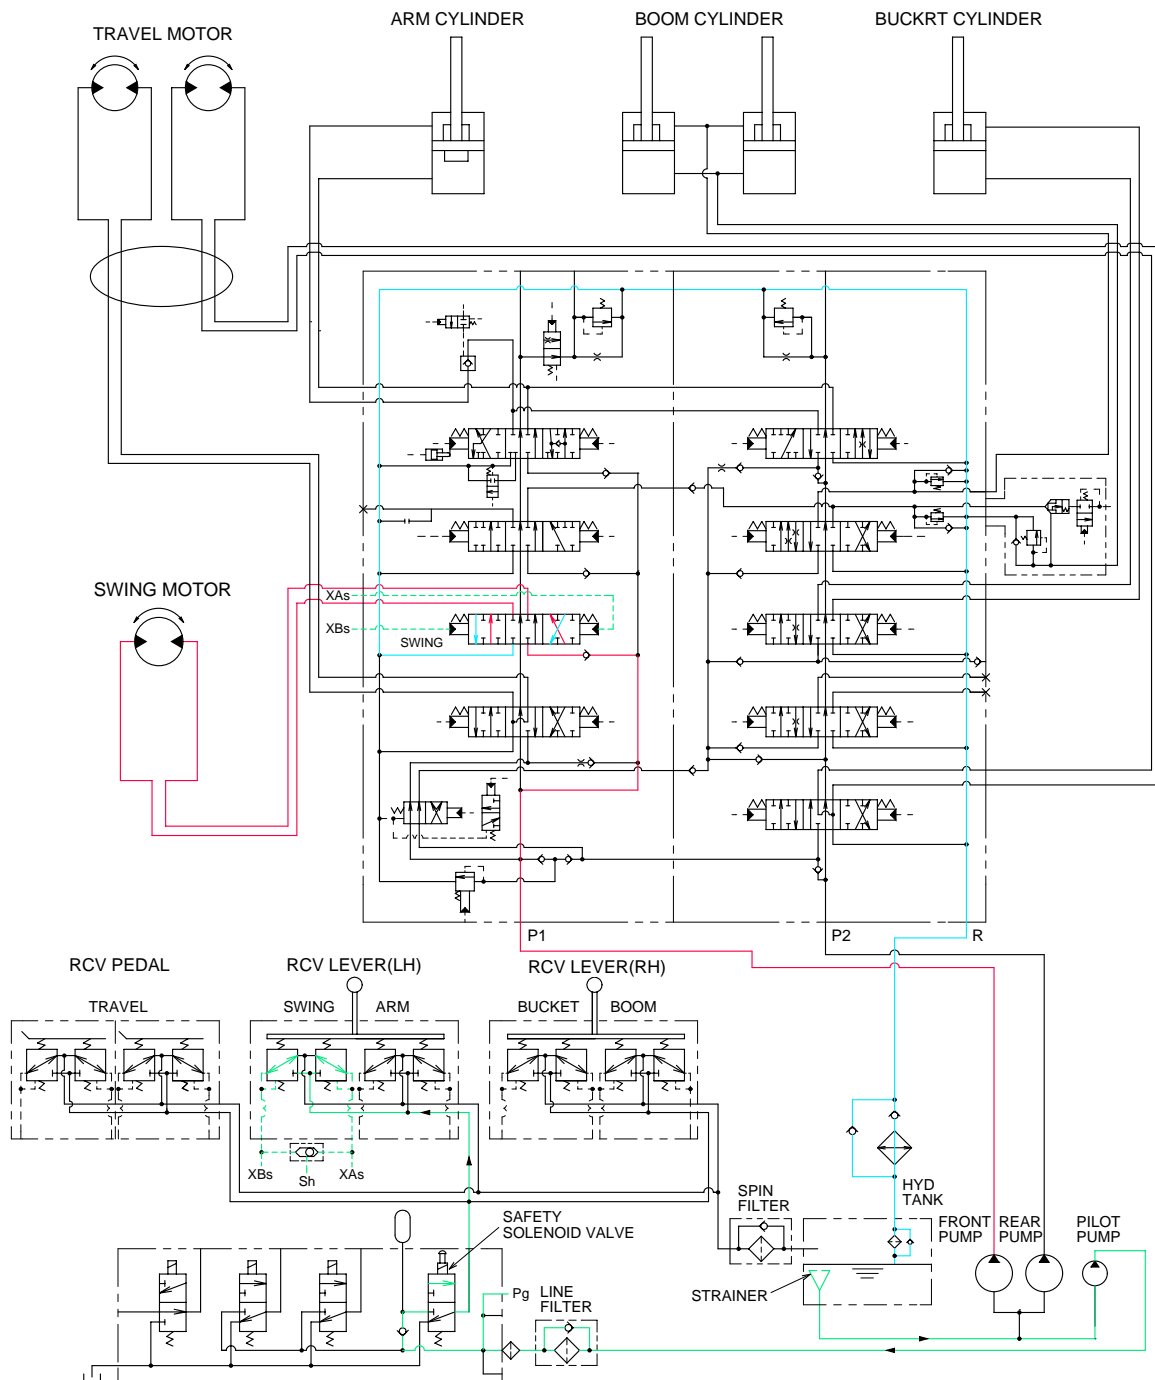 ARM CYLINDER
BOOM CYLINDER
BUCKRT CYLINDER
TRAVEL MOTOR
SWING MOTOR
XAs
XBs
SWING
P1
P2
R
RCV PEDAL
RCV LEVER(LH)
RCV LEVER(RH)
TRAVEL
SWING
ARM
BUCKET
BOOM
XBs
Sh
XAs
SAFETY
SOLENOID VALVE
SPIN
FILTER
HYD
TANK
FRONT
PUMP
REAR
PUMP
PILOT
PUMP
STRAINER
Pg
LINE
FILTER